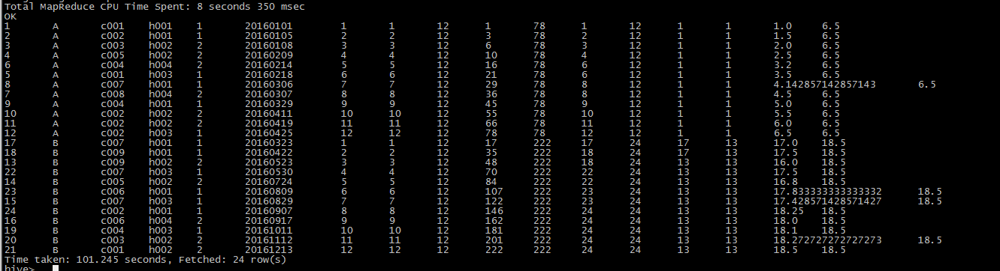 Total MapReduce CPU Time Spent: 8 seconds 350 msec
OK
1 A c001 h001 1 20160101 1 1 12 1 78 1 12 1 1 1.0 6.5
2 A c002 h001 1 20160105 2 2 12 3 78 2 12 1 1 1.5 6.5
3 A c003 h002 2 20160108 3 3 12 6 78 3 12 1 1 2.0 6.5
4 A c005 h002 2 20160209 4 4 12 10 78 4 12 1 1 2.5 6.5
6 A c004 h004 2 20160214 5 5 12 16 78 6 12 1 1 3.2 6.5
5 A c001 h003 1 20160218 6 6 12 21 78 6 12 1 1 3.5 6.5
8 A c007 h001 1 20160306 7 7 12 29 78 8 12 1 1 4.142857142857143 6.5
7 A c008 h004 2 20160307 8 8 12 36 78 8 12 1 1 4.5 6.5
9 A c004 h001 1 20160329 9 9 12 45 78 9 12 1 1 5.0 6.5
10 A c002 h002 2 20160411 10 10 12 55 78 10 12 1 1 5.5 6.5
11 A c002 h002 2 20160419 11 11 12 66 78 11 12 1 1 6.0 6.5
12 A c002 h003 1 20160425 12 12 12 78 78 12 12 1 1 6.5 6.5
17 B c007 h001 1 20160323 1 1 12 17 222 17 24 17 13 17.0 18.5
18 B c009 h001 1 20160422 2 2 12 35 222 18 24 17 13 17.5 18.5
13 B c009 h002 2 20160523 3 3 12 48 222 18 24 13 13 16.0 18.5
22 B c007 h003 1 20160530 4 4 12 70 222 22 24 13 13 17.5 18.5
14 B c005 h002 2 20160724 5 5 12 84 222 22 24 13 13 16.8 18.5
23 B c006 h001 1 20160809 6 6 12 107 222 23 24 13 13 17.833333333333332 18.5
15 B c007 h003 1 20160829 7 7 12 122 222 23 24 13 13 17.428571428571427 18.5
24 B c002 h001 1 20160907 8 8 12 146 222 24 24 13 13 18.25 18.5
16 B c006 h004 2 20160917 9 9 12 162 222 24 24 13 13 18.0 18.5
19 B c004 h003 1 20161011 10 10 12 181 222 24 24 13 13 18.1 18.5
20 B c003 h002 2 20161112 11 11 12 201 222 24 24 13 13 18.272727272727273 18.5
21 B c001 h002 2 20161213 12 12 12 222 222 24 24 13 13 18.5 18.5
Time taken: 101.245 seconds, Fetched: 24 row(s)
hive>